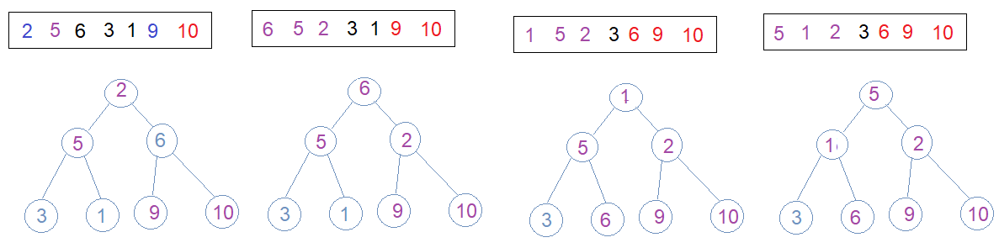 2 5 6 3 1 9 10
6 5 2 3 1 9 10
1 5 2 3 6 9 10
5 1 2 3 6 9 10
2
5 6
3 1 9 10
6
5 2
3 1 9 10
1
5 2
3 6 9 10
5
1 2
3 6 9 10